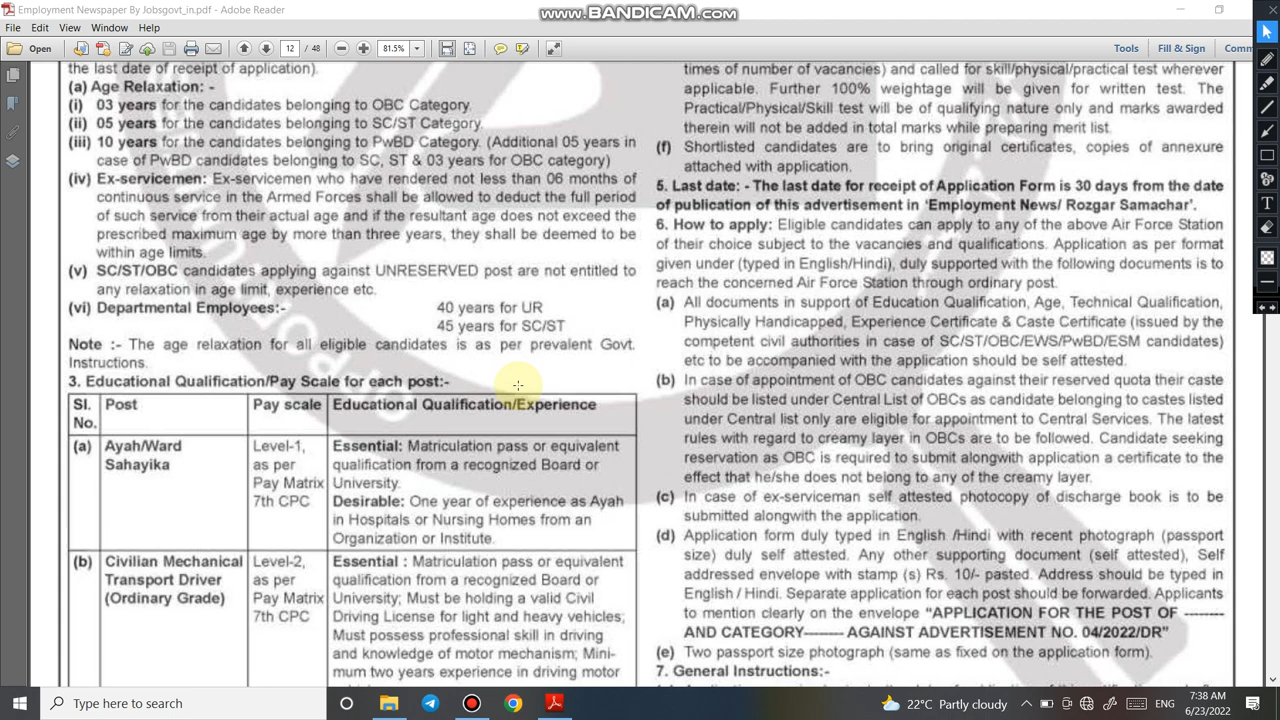 Employment Newspaper By Jobsgovt_in.pdf - Adobe Reader
www.BANDICAM.com
File Edit View Window Help
Open 12 / 48 81.5% Tools Fill & Sign Comm
the last date of receipt of application).
(a) Age Relaxation: -
(i) 03 years for the candidates belonging to OBC Category.
(ii) 05 years for the candidates belonging to SC/ST Category.
(iii) 10 years for the candidates belonging to PwBD Category. (Additional 05 years in
case of PwBD candidates belonging to SC, ST & 03 years for OBC category)
(iv) Ex-servicemen: Ex-servicemen who have rendered not less than 06 months of
continuous service in the Armed Forces shall be allowed to deduct the full period
of such service from their actual age and if the resultant age does not exceed the
prescribed maximum age by more than three years, they shall be deemed to be
within age limits.
(v) SC/ST/OBC candidates applying against UNRESERVED post are not entitled to
any relaxation in age limit, experience etc.
(vi) Departmental Employees:- 40 years for UR
45 years for SC/ST
Note :- The age relaxation for all eligible candidates is as per prevalent Govt.
Instructions.
3. Educational Qualification/Pay Scale for each post:-
Sl. No. Post Pay scale Educational Qualification/Experience
(a) Ayah/Ward Level-1, Essential: Matriculation pass or equivalent
Sahayika as per qualification from a recognized Board or
Pay Matrix University.
7th CPC Desirable: One year of experience as Ayah
in Hospitals or Nursing Homes from an
Organization or Institute.
(b) Civilian Mechanical Level-2, Essential : Matriculation pass or equivalent
Transport Driver as per qualification from a recognized Board or
(Ordinary Grade) Pay Matrix University; Must be holding a valid Civil
7th CPC Driving License for light and heavy vehicles;
Must possess professional skill in driving
and knowledge of motor mechanism; Mini-
mum two years experience in driving motor
times of number of vacancies) and called for skill/physical/practical test wherever
applicable. Further 100% weightage will be given for written test. The
Practical/Physical/Skill test will be of qualifying nature only and marks awarded
therein will not be added in total marks while preparing merit list.
(f) Shortlisted candidates are to bring original certificates, copies of annexure
attached with application.
5. Last date: - The last date for receipt of Application Form is 30 days from the date
of publication of this advertisement in ‘Employment News/ Rozgar Samachar’.
6. How to apply: Eligible candidates can apply to any of the above Air Force Station
of their choice subject to the vacancies and qualifications. Application as per format
given under (typed in English/Hindi), duly supported with the following documents is to
reach the concerned Air Force Station through ordinary post.
(a) All documents in support of Education Qualification, Age, Technical Qualification,
Physically Handicapped, Experience Certificate & Caste Certificate (issued by the
competent civil authorities in case of SC/ST/OBC/EWS/PwBD/ESM candidates)
etc to be accompanied with the application should be self attested.
(b) In case of appointment of OBC candidates against their reserved quota their caste
should be listed under Central List of OBCs as candidate belonging to castes listed
under Central list only are eligible for appointment to Central Services. The latest
rules with regard to creamy layer in OBCs are to be followed. Candidate seeking
reservation as OBC is required to submit alongwith application a certificate to the
effect that he/she does not belong to any of the creamy layer.
(c) In case of ex-serviceman self attested photocopy of discharge book is to be
submitted alongwith the application.
(d) Application form duly typed in English /Hindi with recent photograph (passport
size) duly self attested. Any other supporting document (self attested), Self
addressed envelope with stamp (s) Rs. 10/- pasted. Address should be typed in
English / Hindi. Separate application for each post should be forwarded. Applicants
to mention clearly on the envelope “APPLICATION FOR THE POST OF --------
AND CATEGORY-------- AGAINST ADVERTISEMENT NO. 04/2022/DR”
(e) Two passport size photograph (same as fixed on the application form).
7. General Instructions:-
Type here to search 22°C Partly cloudy ENG 7:38 AM
6/23/2022